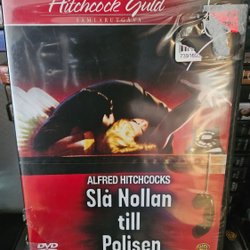 Hitchcock Guld
SAMLARUTGÅVA
ALFRED HITCHCOCKS
Slå Nollan
till
Polisen
DVD